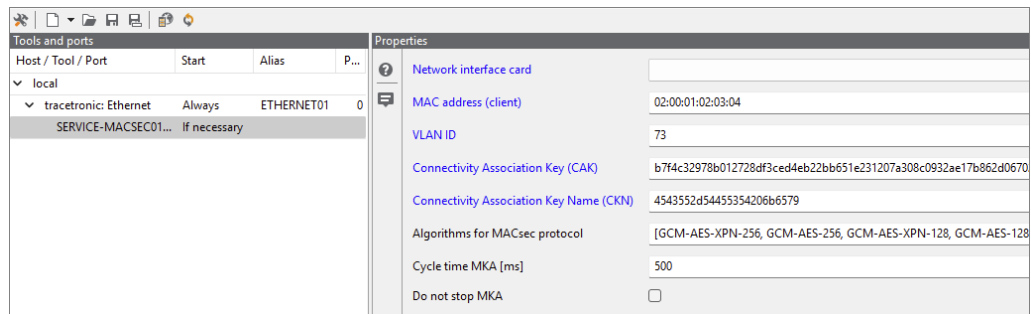 Tools and ports
Host / Tool / Port Start Alias P...
local
tracetronic: Ethernet Always ETHERNET01 0
SERVICE-MACSEC01... If necessary
Properties
Network interface card
MAC address (client) 02:00:01:02:03:04
VLAN ID 73
Connectivity Association Key (CAK) b7f4c32978b012728df3ced4eb22bb651e231207a308c0932ae17b862d0670
Connectivity Association Key Name (CKN) 4543552d54455354206b6579
Algorithms for MACsec protocol [GCM-AES-XPN-256, GCM-AES-256, GCM-AES-XPN-128, GCM-AES-128
Cycle time MKA [ms] 500
Do not stop MKA